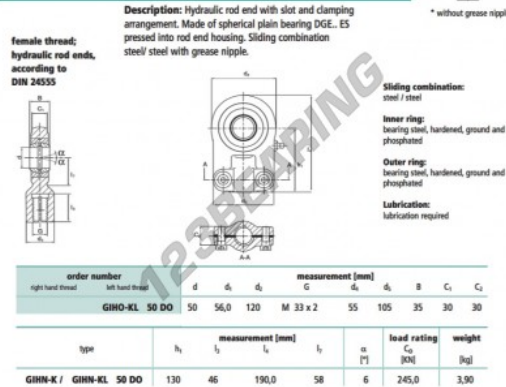 Description: Hydraulic rod end with slot and clamping
arrangement. Made of spherical plain bearing DGE.. ES
pressed into rod end housing. Sliding combination
steel/ steel with grease nipple.
* without grease nippl
female thread;
hydraulic rod ends,
according to
DIN 24555
Sliding combination:
steel / steel
Inner ring:
bearing steel, hardened, ground and
phosphated
Outer ring:
bearing steel, hardened, ground and
phosphated
Lubrication:
lubrication required
B
C₁
α
α
d
G
A
A
A-A
123BEARING
order number measurement [mm]
right hand thread left hand thread d d₁ d₂ G d₄ d₅ B C₁ C₂
GIHO-KL 50 DO 50 56,0 120 M 33 x 2 55 105 35 30 30
measurement [mm] load rating weight
type h₁ l₃ l₄ l₇ α C₀
[°] [KN] [kg]
GIHN-K / GIHN-KL 50 DO 130 46 190,0 58 6 245,0 3,90